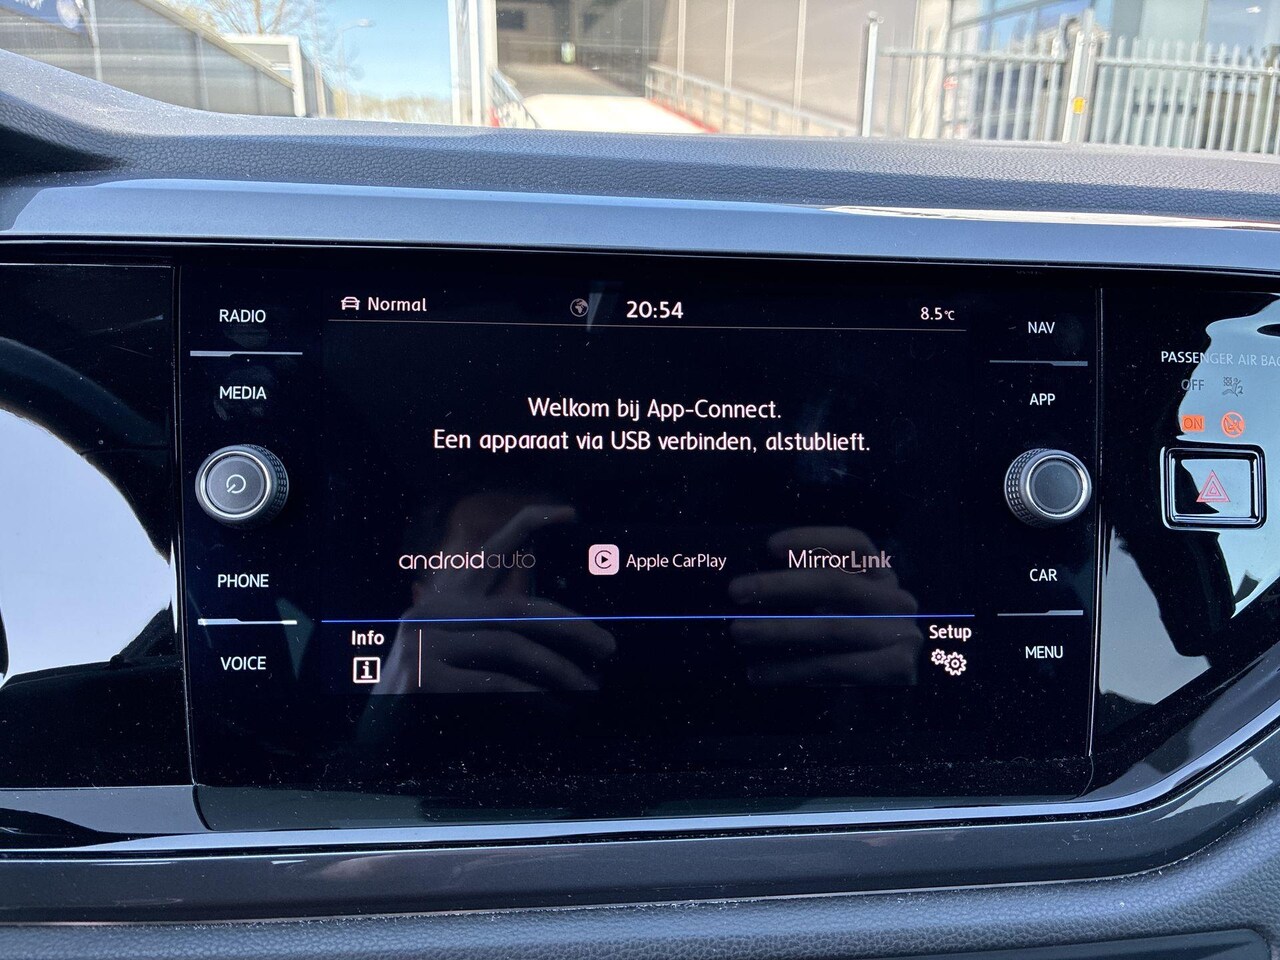 Normal 20:54 8.5°C
RADIO
MEDIA
PHONE
VOICE
Welkom bij App-Connect.
Een apparaat via USB verbinden, alstublieft.
androidauto Apple CarPlay MirrorLink
Info Setup
NAV
APP
CAR
MENU
PASSENGER AIR BAG
OFF
ON